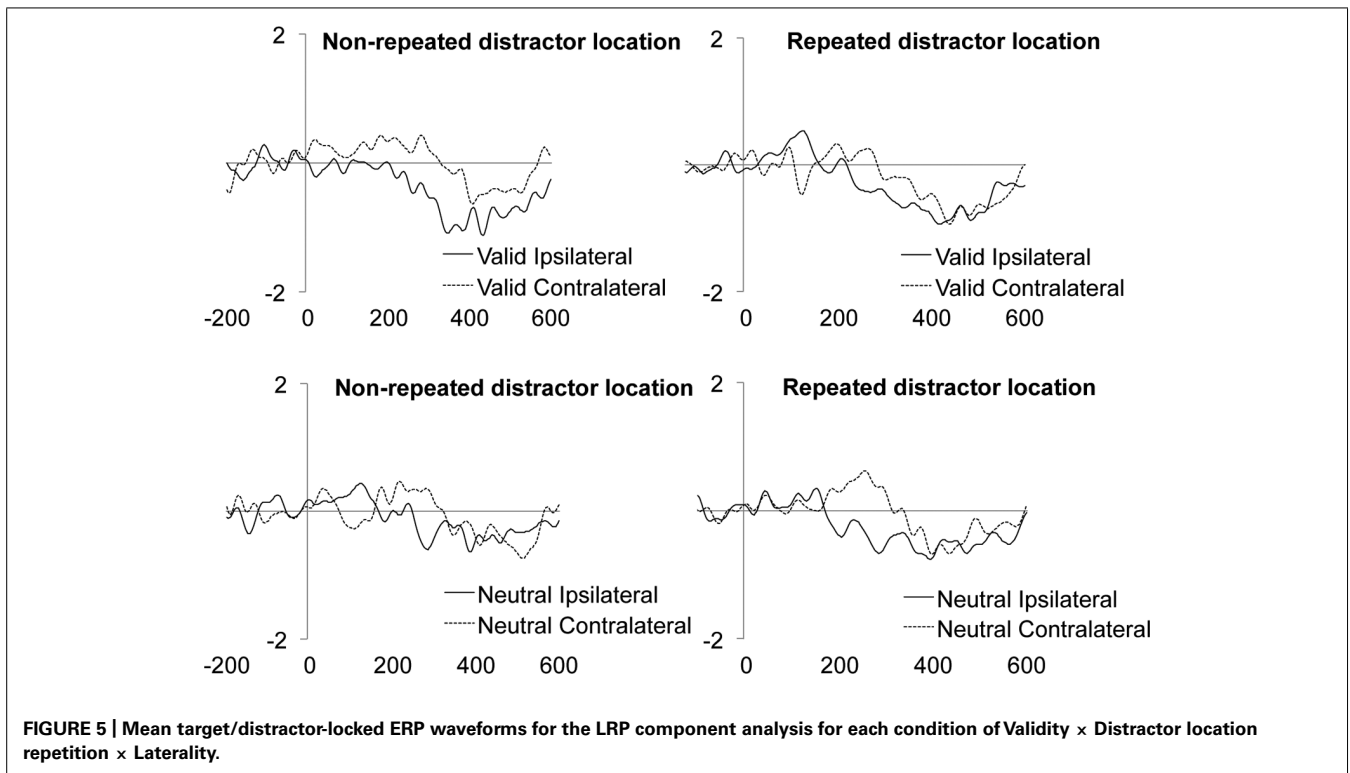 2
Non-repeated distractor location
Valid Ipsilateral
Valid Contralateral
-2
-200 0 200 400 600
2
Repeated distractor location
Valid Ipsilateral
Valid Contralateral
-2
0 200 400 600
2
Non-repeated distractor location
Neutral Ipsilateral
Neutral Contralateral
-2
-200 0 200 400 600
2
Repeated distractor location
Neutral Ipsilateral
Neutral Contralateral
-2
0 200 400 600
FIGURE 5 | Mean target/distractor-locked ERP waveforms for the LRP component analysis for each condition of Validity × Distractor location
repetition × Laterality.